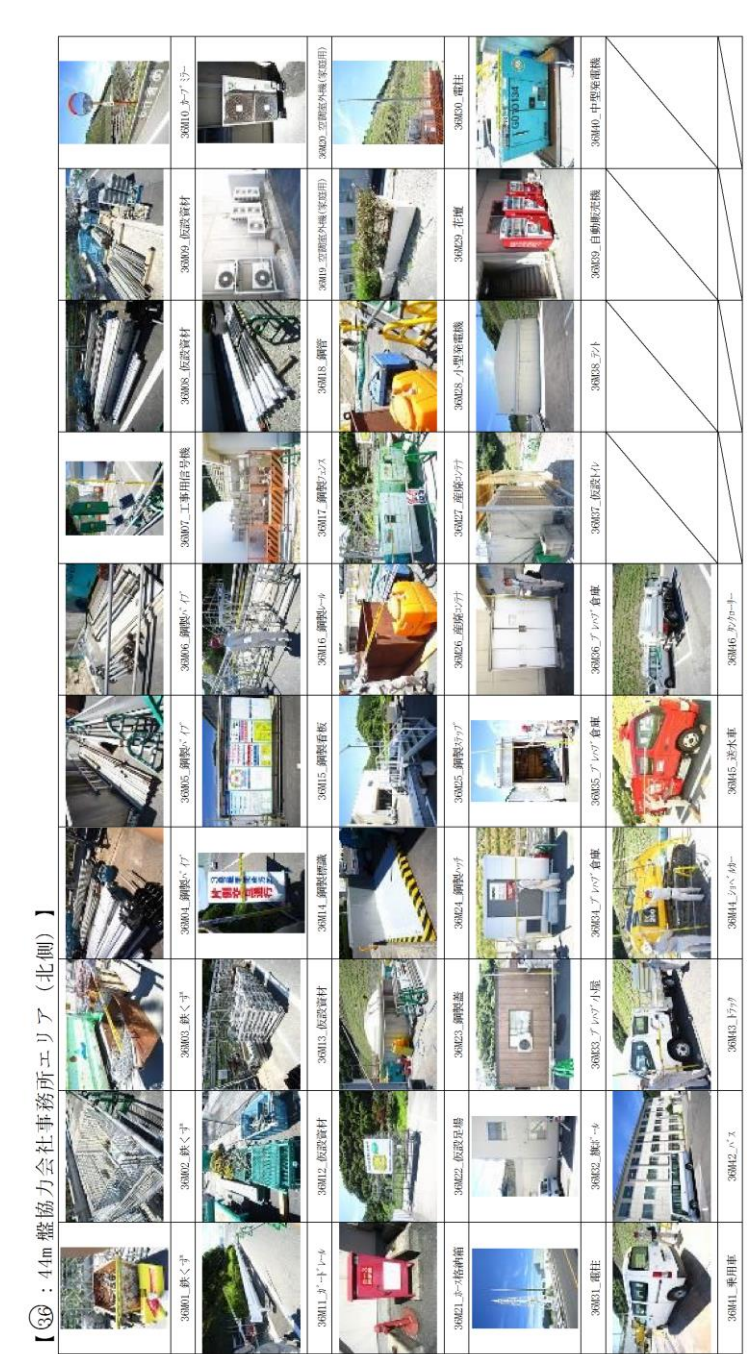 【㊱：44m 盤協力会社事務所エリア（北側）】
36M01_鉄くず
36M02_鉄くず
36M03_鉄くず
36M04_鋼製パイプ
36M05_鋼製パイプ
36M06_鋼製パイプ
36M07_工事用信号機
36M08_仮設資材
36M09_仮設資材
36M10_カーブミラー
36M11_ガードレール
36M12_仮設資材
36M13_仮設資材
36M14_鋼製標識
36M15_鋼製看板
36M16_鋼製レール
36M17_鋼製フェンス
36M18_鋼管
36M19_空調室外機(家庭用)
36M20_空調室外機(家庭用)
36M21_ホース格納箱
36M22_仮設足場
36M23_鋼製蓋
36M24_鋼製ハッチ
36M25_鋼製ステップ
36M26_産廃コンテナ
36M27_産廃コンテナ
36M28_小型発電機
36M29_花壇
36M30_電柱
36M31_電柱
36M32_旗ポール
36M33_プレハブ小屋
36M34_プレハブ倉庫
36M35_プレハブ倉庫
36M36_プレハブ倉庫
36M37_仮設トイレ
36M38_テント
36M39_自動販売機
36M40_中型発電機
36M41_乗用車
36M42_バス
36M43_トラック
36M44_ショベルカー
36M45_送水車
36M46_タンクローリー
片側交互通行
G010134